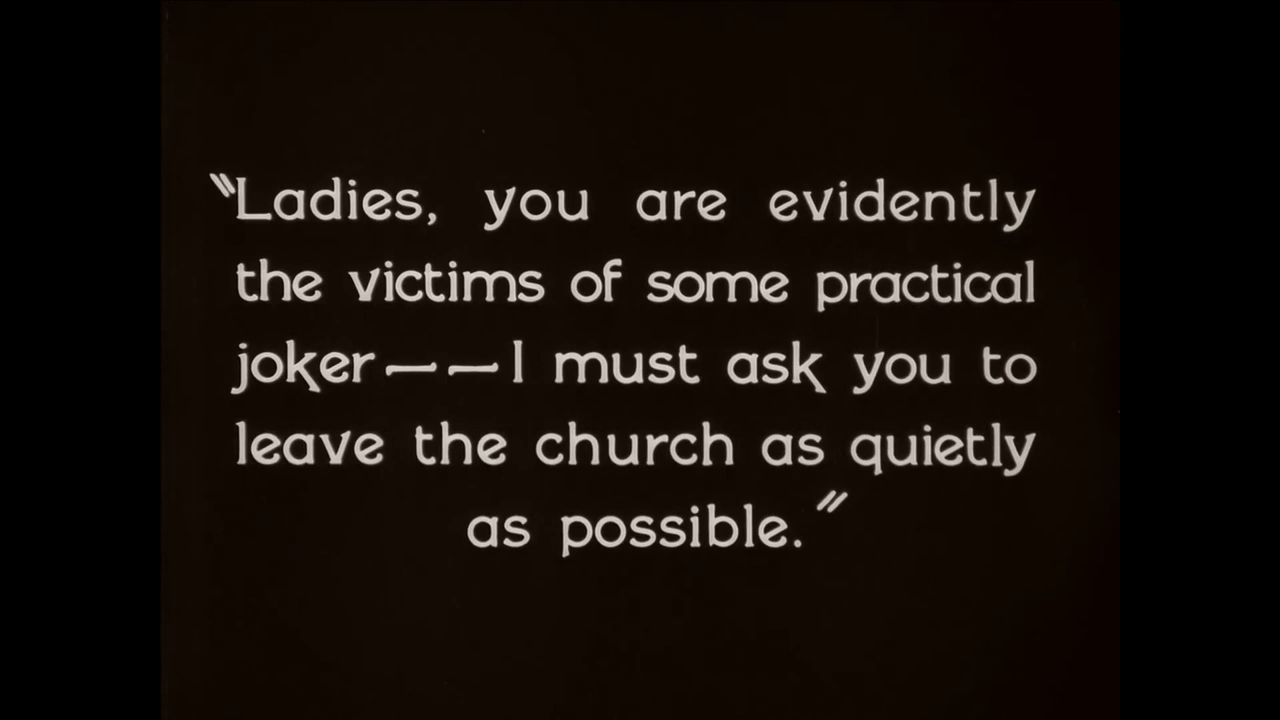 "Ladies, you are evidently
the victims of some practical
joker——I must ask you to
leave the church as quietly
as possible."